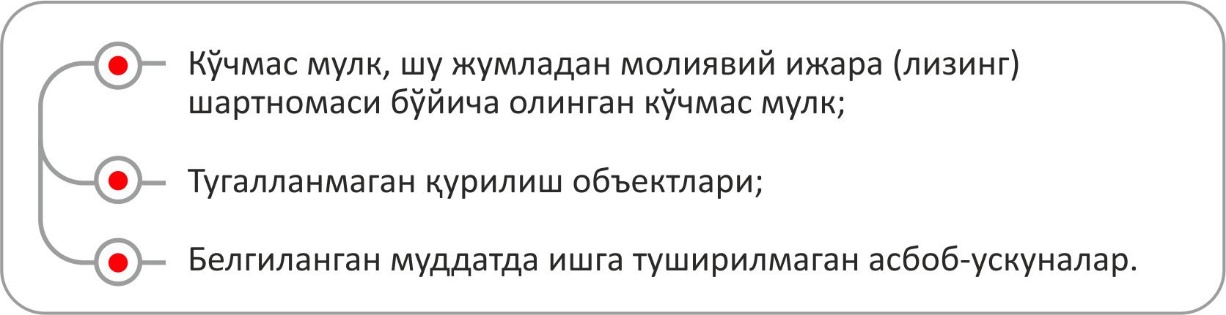 Кўчмас мулк, шу жумладан молиявий ижара (лизинг)
шартномаси бўйича олинган кўчмас мулк;
Тугалланмаган қурилиш объектлари;
Белгиланган муддатда ишга туширилмаган асбоб-ускуналар.